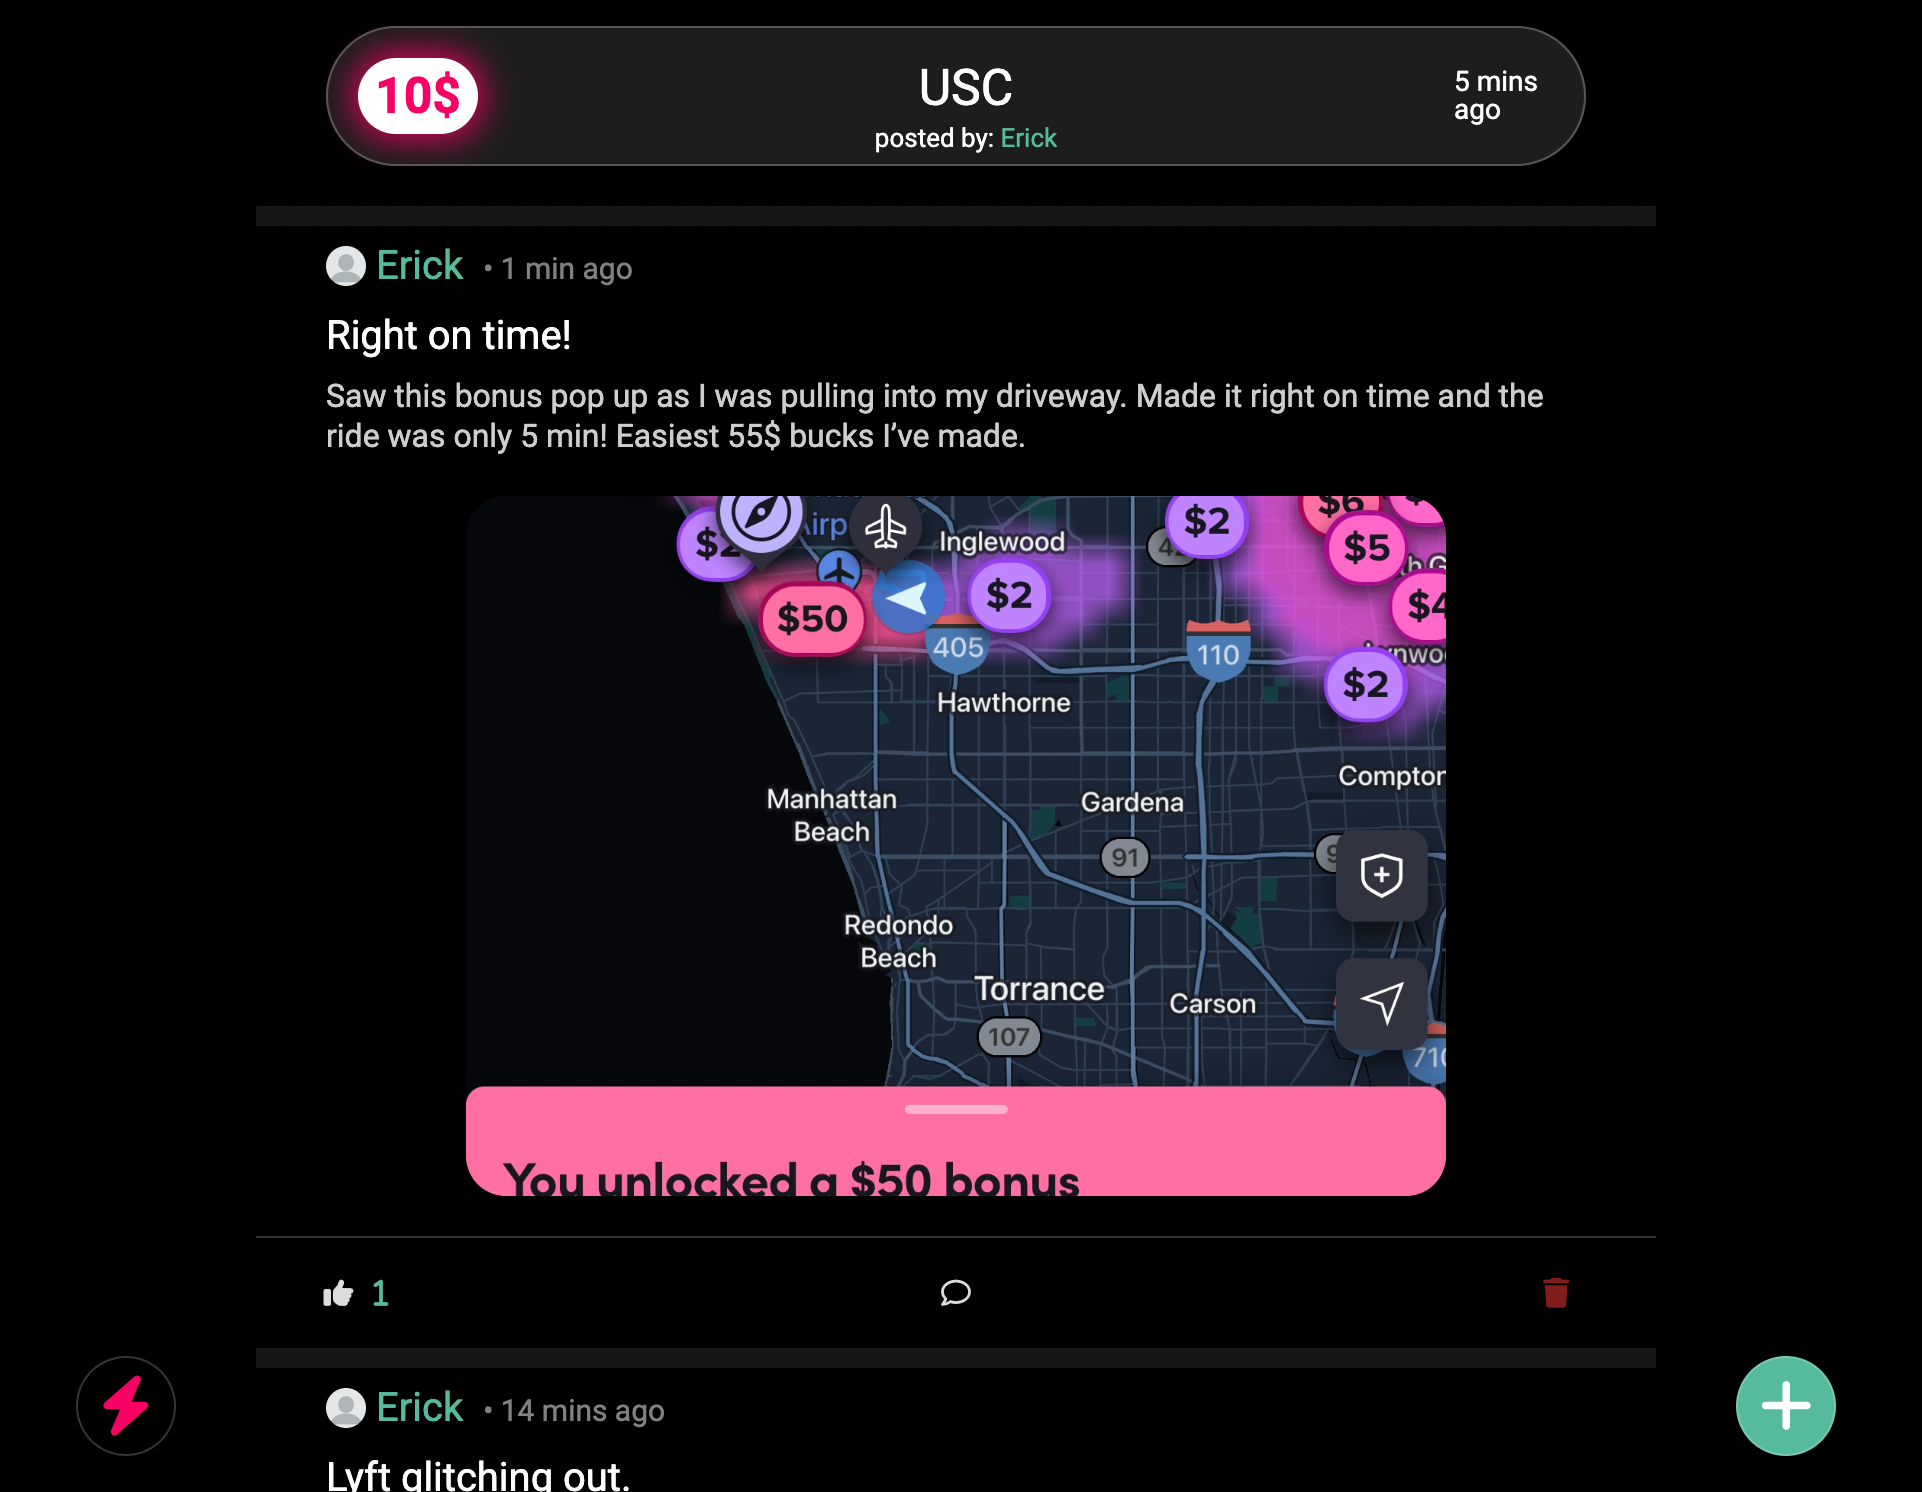 10$
USC
posted by: Erick
5 mins
ago
Erick • 1 min ago
Right on time!
Saw this bonus pop up as I was pulling into my driveway. Made it right on time and the
ride was only 5 min! Easiest 55$ bucks I’ve made.
$2
$2
$6
$5
Inglewood
$2
$50
$4
405
110
$2
Hawthorne
Compton
Manhattan
Beach
Gardena
91
Redondo
Beach
Torrance
Carson
107
710
You unlocked a $50 bonus
1
Erick • 14 mins ago
Lyft glitching out.